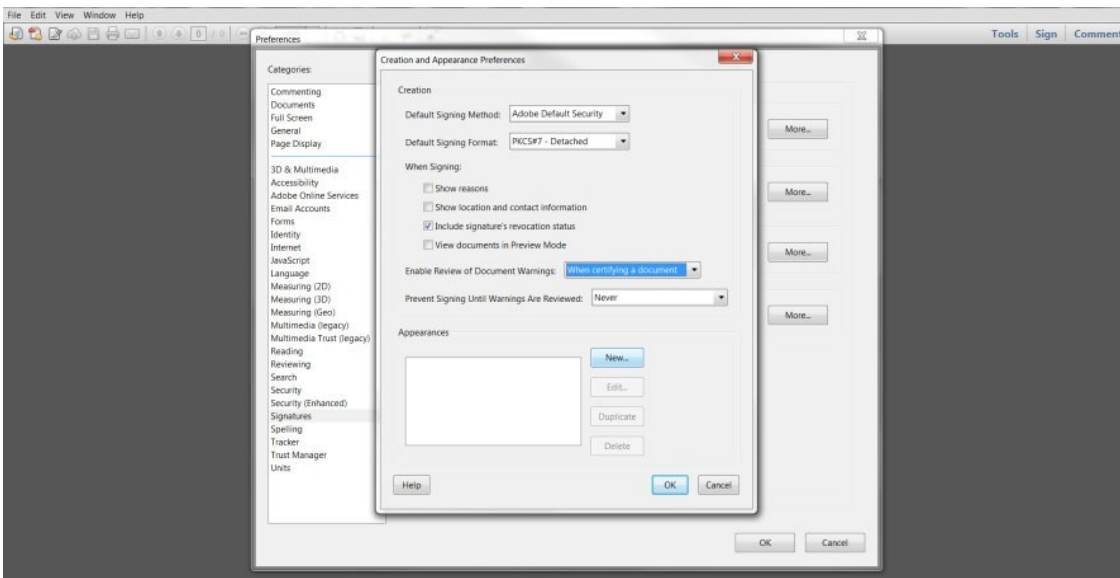 File Edit View Window Help
0 / 0
Tools Sign Comment
Preferences
Categories:
Commenting
Documents
Full Screen
General
Page Display
3D & Multimedia
Accessibility
Adobe Online Services
Email Accounts
Forms
Identity
Internet
JavaScript
Language
Measuring (2D)
Measuring (3D)
Measuring (Geo)
Multimedia (legacy)
Multimedia Trust (legacy)
Reading
Reviewing
Search
Security
Security (Enhanced)
Signatures
Spelling
Tracker
Trust Manager
Units
Creation and Appearance Preferences
Creation
Default Signing Method: Adobe Default Security
Default Signing Format: PKCS#7 - Detached
When Signing:
Show reasons
Show location and contact information
Include signature's revocation status
View documents in Preview Mode
Enable Review of Document Warnings: When certifying a document
Prevent Signing Until Warnings Are Reviewed: Never
Appearances
New...
Edit...
Duplicate
Delete
Help OK Cancel
More...
More...
More...
More...
OK Cancel